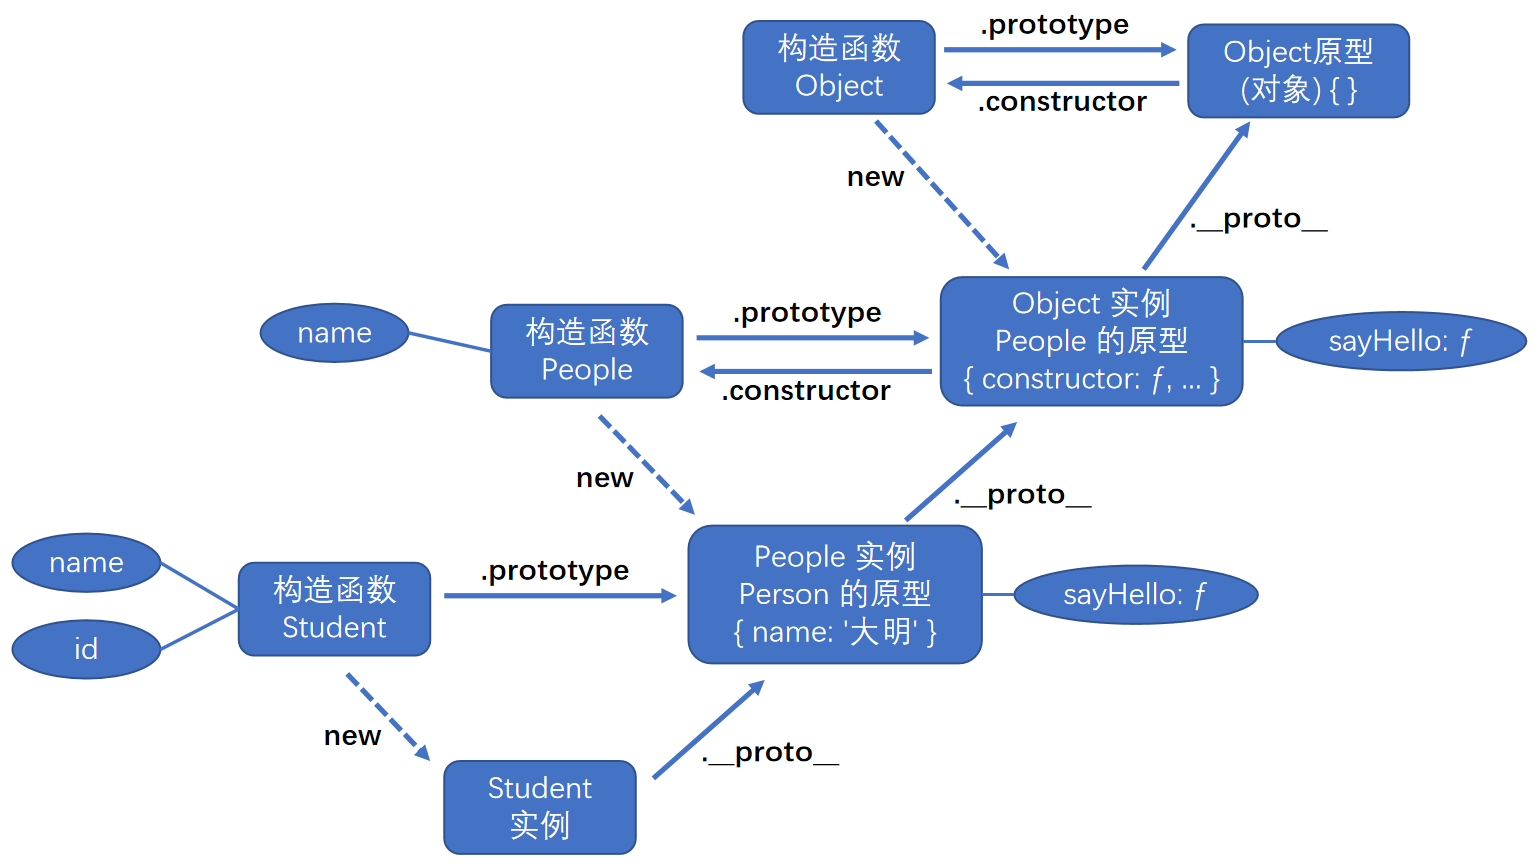 构造函数
Object
.prototype
.constructor
Object原型
(对象) { }
new
.__proto__
name
构造函数
People
.prototype
.constructor
Object 实例
People 的原型
{ constructor: ƒ, ... }
sayHello: ƒ
new
.__proto__
name
id
构造函数
Student
.prototype
People 实例
Person 的原型
{ name: '大明' }
sayHello: ƒ
new
.__proto__
Student
实例